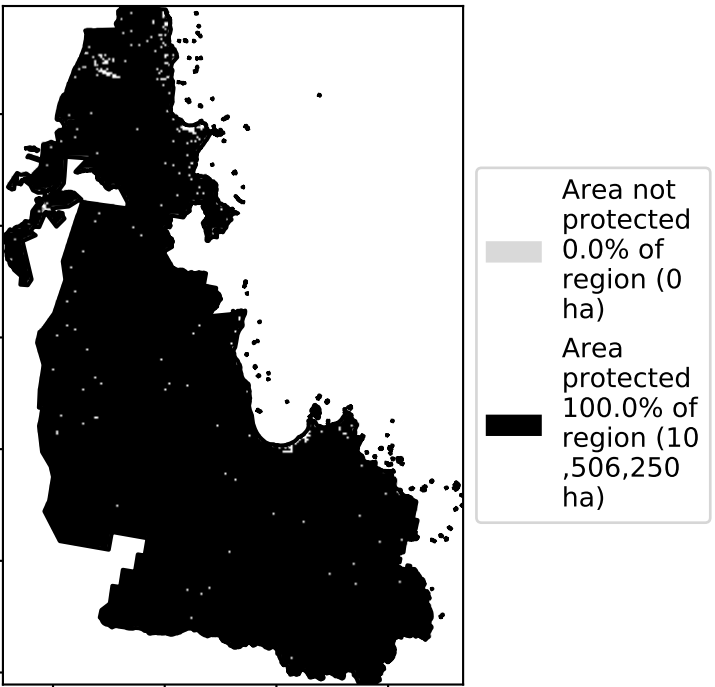 Area not
protected
0.0% of
region (0
ha)
Area
protected
100.0% of
region (10
,506,250
ha)